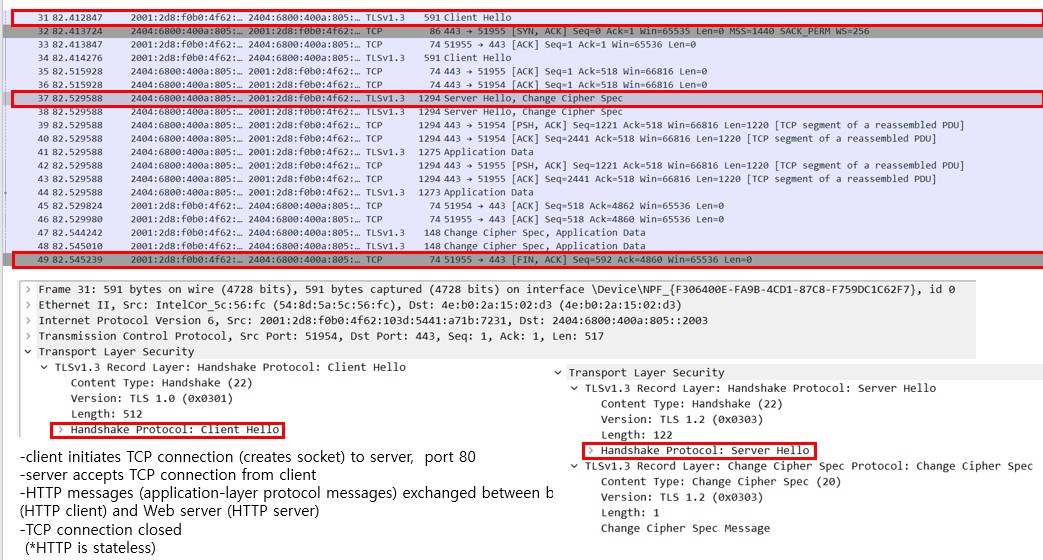 31 82.412847 2001:2d8:f0b0:4f62:… 2404:6800:400a:805:… TLSv1.3 591 Client Hello
32 82.413724 2404:6800:400a:805:… 2001:2d8:f0b0:4f62:… TCP 86 443 → 51955 [SYN, ACK] Seq=0 Ack=1 Win=65535 Len=0 MSS=1440 SACK_PERM WS=256
33 82.413847 2001:2d8:f0b0:4f62:… 2404:6800:400a:805:… TCP 74 51955 → 443 [ACK] Seq=1 Ack=1 Win=65536 Len=0
34 82.414276 2001:2d8:f0b0:4f62:… 2404:6800:400a:805:… TLSv1.3 591 Client Hello
35 82.515928 2404:6800:400a:805:… 2001:2d8:f0b0:4f62:… TCP 74 443 → 51955 [ACK] Seq=1 Ack=518 Win=66816 Len=0
36 82.515928 2404:6800:400a:805:… 2001:2d8:f0b0:4f62:… TCP 74 443 → 51954 [ACK] Seq=1 Ack=518 Win=66816 Len=0
37 82.529588 2404:6800:400a:805:… 2001:2d8:f0b0:4f62:… TLSv1.3 1294 Server Hello, Change Cipher Spec
38 82.529588 2404:6800:400a:805:… 2001:2d8:f0b0:4f62:… TLSv1.3 1294 Server Hello, Change Cipher Spec
39 82.529588 2404:6800:400a:805:… 2001:2d8:f0b0:4f62:… TCP 1294 443 → 51954 [PSH, ACK] Seq=1221 Ack=518 Win=66816 Len=1220 [TCP segment of a reassembled PDU]
40 82.529588 2404:6800:400a:805:… 2001:2d8:f0b0:4f62:… TCP 1294 443 → 51954 [ACK] Seq=2441 Ack=518 Win=66816 Len=1220 [TCP segment of a reassembled PDU]
41 82.529588 2404:6800:400a:805:… 2001:2d8:f0b0:4f62:… TLSv1.3 1275 Application Data
42 82.529588 2404:6800:400a:805:… 2001:2d8:f0b0:4f62:… TCP 1294 443 → 51955 [PSH, ACK] Seq=1221 Ack=518 Win=66816 Len=1220 [TCP segment of a reassembled PDU]
43 82.529588 2404:6800:400a:805:… 2001:2d8:f0b0:4f62:… TCP 1294 443 → 51955 [ACK] Seq=2441 Ack=518 Win=66816 Len=1220 [TCP segment of a reassembled PDU]
44 82.529588 2404:6800:400a:805:… 2001:2d8:f0b0:4f62:… TLSv1.3 1273 Application Data
45 82.529824 2001:2d8:f0b0:4f62:… 2404:6800:400a:805:… TCP 74 51954 → 443 [ACK] Seq=518 Ack=4862 Win=65536 Len=0
46 82.529980 2001:2d8:f0b0:4f62:… 2404:6800:400a:805:… TCP 74 51955 → 443 [ACK] Seq=518 Ack=4860 Win=65536 Len=0
47 82.544242 2001:2d8:f0b0:4f62:… 2404:6800:400a:805:… TLSv1.3 148 Change Cipher Spec, Application Data
48 82.545010 2001:2d8:f0b0:4f62:… 2404:6800:400a:805:… TLSv1.3 148 Change Cipher Spec, Application Data
49 82.545239 2001:2d8:f0b0:4f62:… 2404:6800:400a:805:… TCP 74 51955 → 443 [FIN, ACK] Seq=592 Ack=4860 Win=65536 Len=0
Frame 31: 591 bytes on wire (4728 bits), 591 bytes captured (4728 bits) on interface \Device\NPF_{F306400E-FA9B-4CD1-87C8-F759DC1C62F7}, id 0
Ethernet II, Src: IntelCor_5c:56:fc (54:8d:5a:5c:56:fc), Dst: 4e:b0:2a:15:02:d3 (4e:b0:2a:15:02:d3)
Internet Protocol Version 6, Src: 2001:2d8:f0b0:4f62:103d:5441:a71b:7231, Dst: 2404:6800:400a:805::2003
Transmission Control Protocol, Src Port: 51954, Dst Port: 443, Seq: 1, Ack: 1, Len: 517
Transport Layer Security
TLSv1.3 Record Layer: Handshake Protocol: Client Hello
Content Type: Handshake (22)
Version: TLS 1.0 (0x0301)
Length: 512
Handshake Protocol: Client Hello
Transport Layer Security
TLSv1.3 Record Layer: Handshake Protocol: Server Hello
Content Type: Handshake (22)
Version: TLS 1.2 (0x0303)
Length: 122
Handshake Protocol: Server Hello
TLSv1.3 Record Layer: Change Cipher Spec Protocol: Change Cipher Spec
Content Type: Change Cipher Spec (20)
Version: TLS 1.2 (0x0303)
Length: 1
Change Cipher Spec Message
-client initiates TCP connection (creates socket) to server, port 80
-server accepts TCP connection from client
-HTTP messages (application-layer protocol messages) exchanged between b
(HTTP client) and Web server (HTTP server)
-TCP connection closed
(*HTTP is stateless)